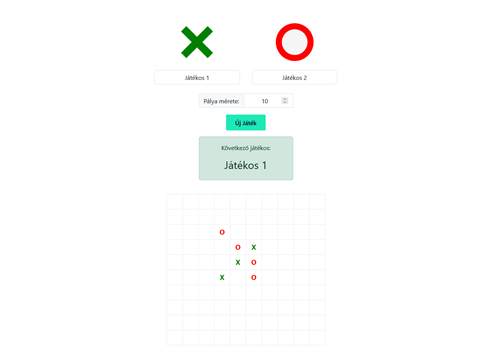 Játékos 1 Játékos 2
Pálya mérete: 10
Új Játék
Következő játékos:
Játékos 1
O
O X
X O
X O